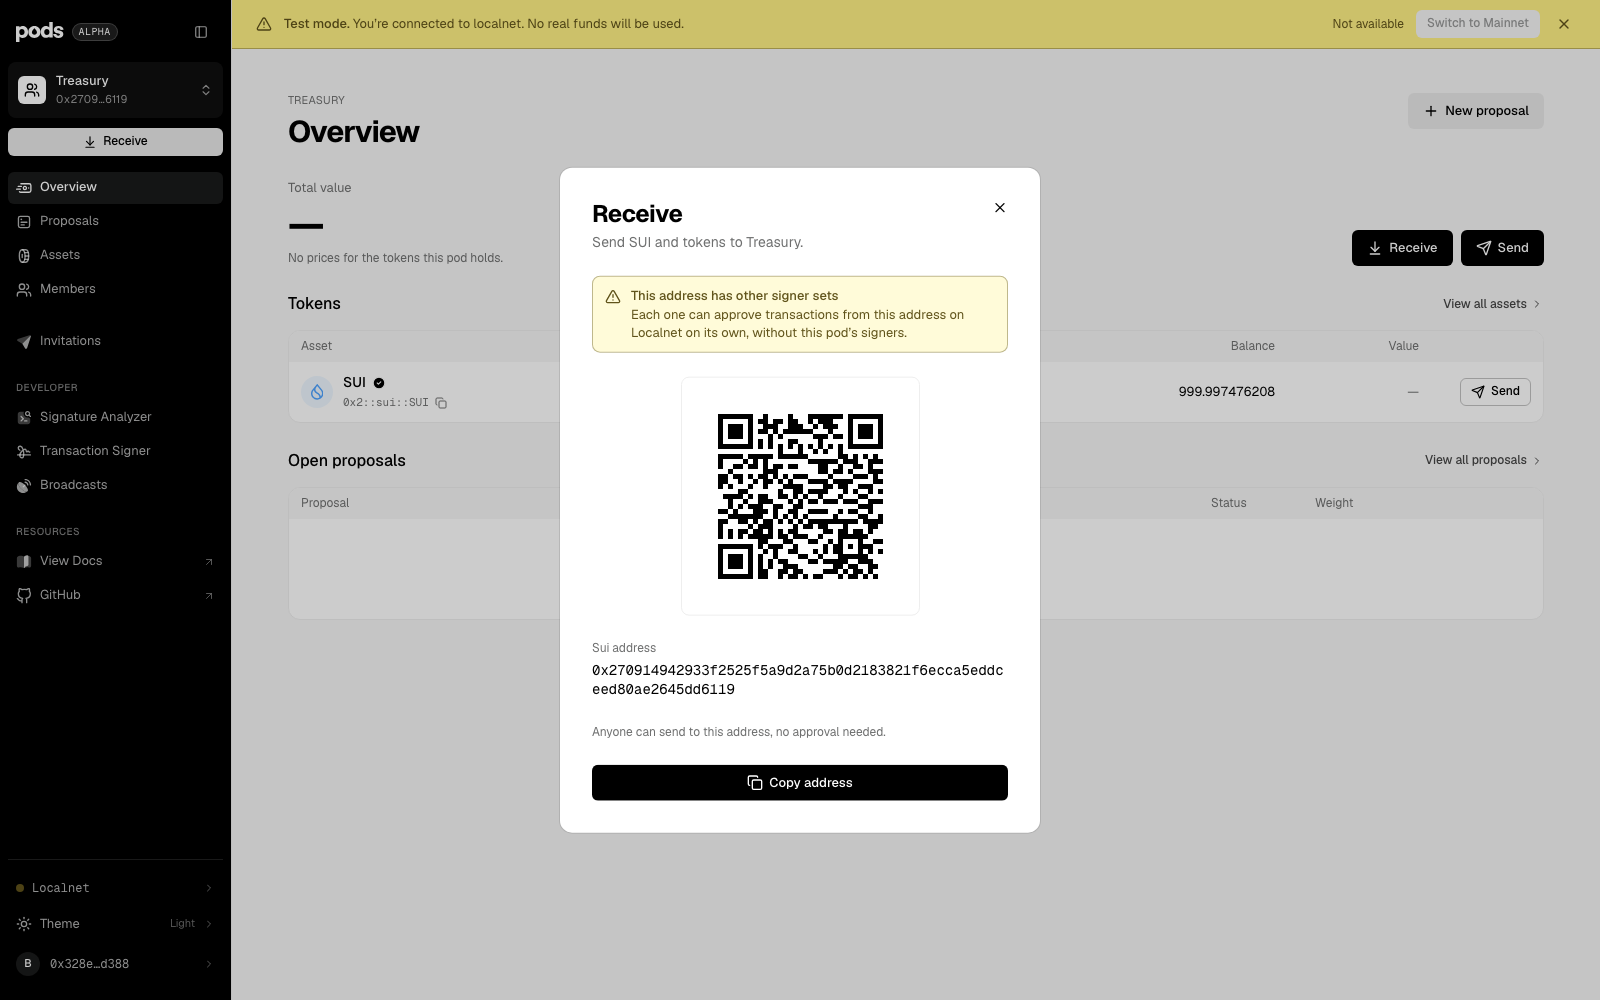 pods
ALPHA
Treasury
0x2709…6119
Receive
Overview
Proposals
Assets
Members
Invitations
DEVELOPER
Signature Analyzer
Transaction Signer
Broadcasts
RESOURCES
View Docs
GitHub
Localnet
Theme
Light
B
0x328e…d388
Test mode. You're connected to localnet. No real funds will be used.
Not available
Switch to Mainnet
TREASURY
Overview
New proposal
Total value
—
No prices for the tokens this pod holds.
Receive
Send
Tokens
View all assets
Asset
Balance
Value
SUI
0x2::sui::SUI
999.997476208
—
Send
Open proposals
View all proposals
Proposal
Status
Weight
Receive
Send SUI and tokens to Treasury.
This address has other signer sets
Each one can approve transactions from this address on
Localnet on its own, without this pod's signers.
Sui address
0x270914942933f2525f5a9d2a75b0d2183821f6ecca5eddc
eed80ae2645dd6119
Anyone can send to this address, no approval needed.
Copy address